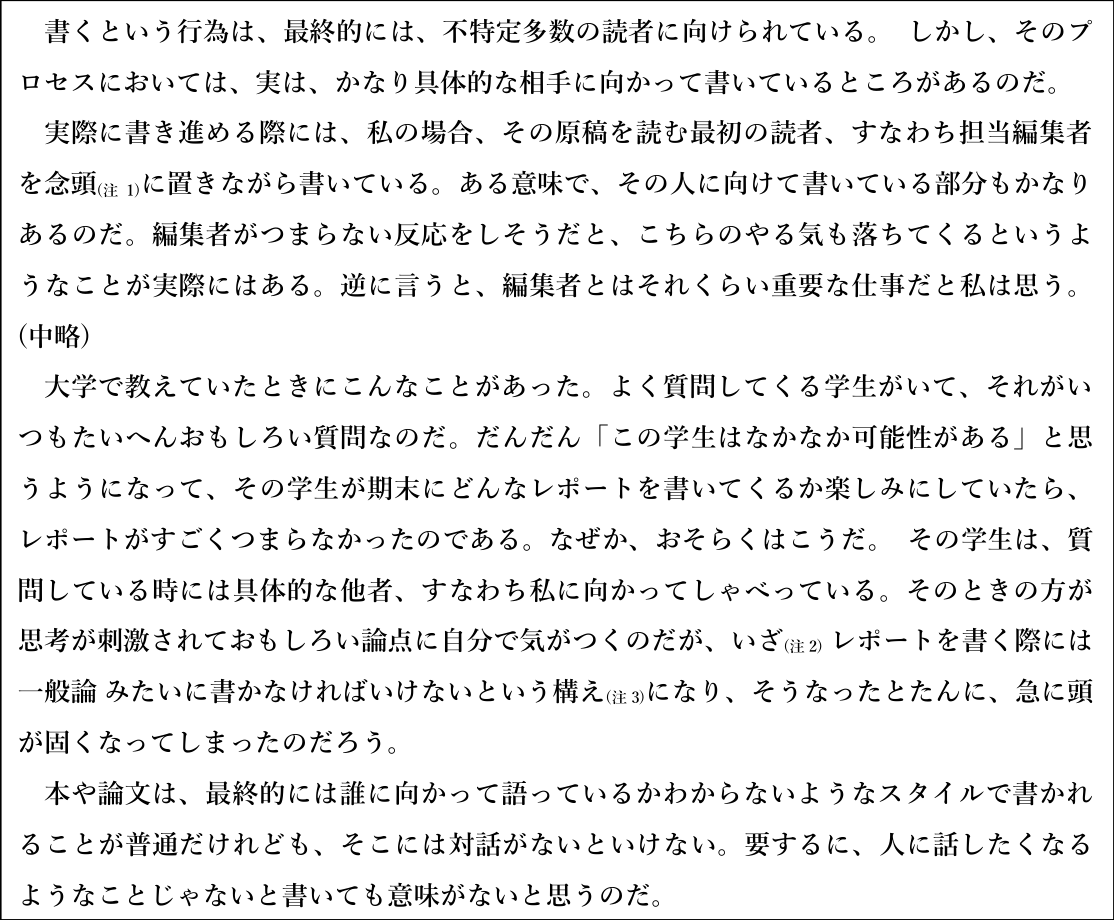 書くという行為は、最終的には、不特定多数の読者に向けられている。 しかし、そのプ
ロセスにおいては、実は、かなり具体的な相手に向かって書いているところがあるのだ。
実際に書き進める際には、私の場合、その原稿を読む最初の読者、すなわち担当編集者
を念頭(注 1)に置きながら書いている。ある意味で、その人に向けて書いている部分もかなり
あるのだ。編集者がつまらない反応をしそうだと、こちらのやる気も落ちてくるというよ
うなことが実際にはある。逆に言うと、編集者とはそれくらい重要な仕事だと私は思う。
(中略)
大学で教えていたときにこんなことがあった。よく質問してくる学生がいて、それがい
つもたいへんおもしろい質問なのだ。だんだん「この学生はなかなか可能性がある」と思
うようになって、その学生が期末にどんなレポートを書いてくるか楽しみにしていたら、
レポートがすごくつまらなかったのである。なぜか、おそらくはこうだ。 その学生は、質
問している時には具体的な他者、すなわち私に向かってしゃべっている。そのときの方が
思考が刺激されておもしろい論点に自分で気がつくのだが、いざ(注 2) レポートを書く際には
一般論 みたいに書かなければいけないという構え(注 3)になり、そうなったとたんに、急に頭
が固くなってしまったのだろう。
本や論文は、最終的には誰に向かって語っているかわからないようなスタイルで書かれ
ることが普通だけれども、そこには対話がないといけない。要するに、人に話したくなる
ようなことじゃないと書いても意味がないと思うのだ。